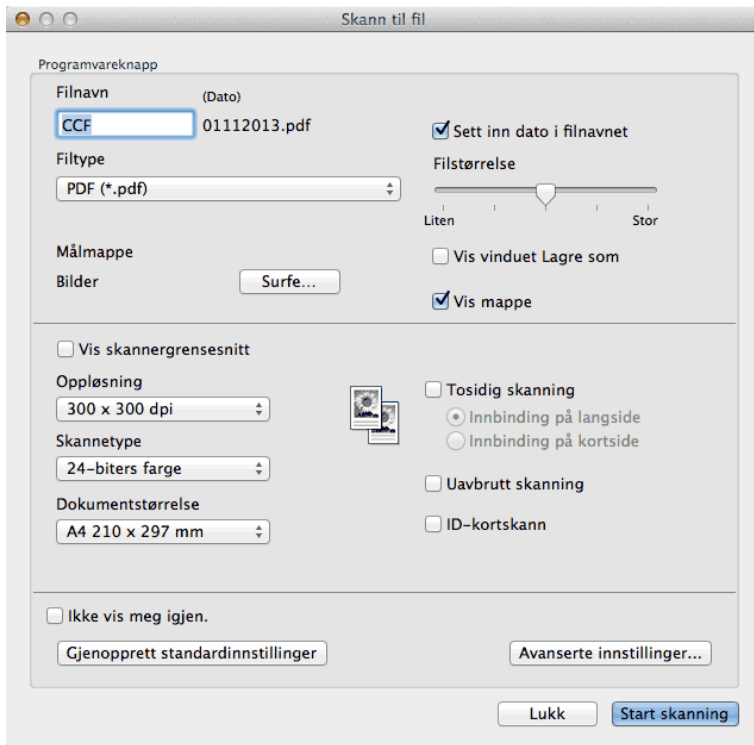 Skann til fil
Programvareknapp
Filnavn
(Dato)
CCF
01112013.pdf
Sett inn dato i filnavnet
Filtype
PDF (*.pdf)
Filstørrelse
Liten
Stor
Målmappe
Bilder
Surfe...
Vis vinduet Lagre som
Vis mappe
Vis skannergrensesnitt
Oppløsning
300 x 300 dpi
Skannetype
24-biters farge
Dokumentstørrelse
A4 210 x 297 mm
Tosidig skanning
Innbinding på langside
Innbinding på kortside
Uavbrutt skanning
ID-kortskann
Ikke vis meg igjen.
Gjenopprett standardinnstillinger
Avanserte innstillinger...
Lukk
Start skanning